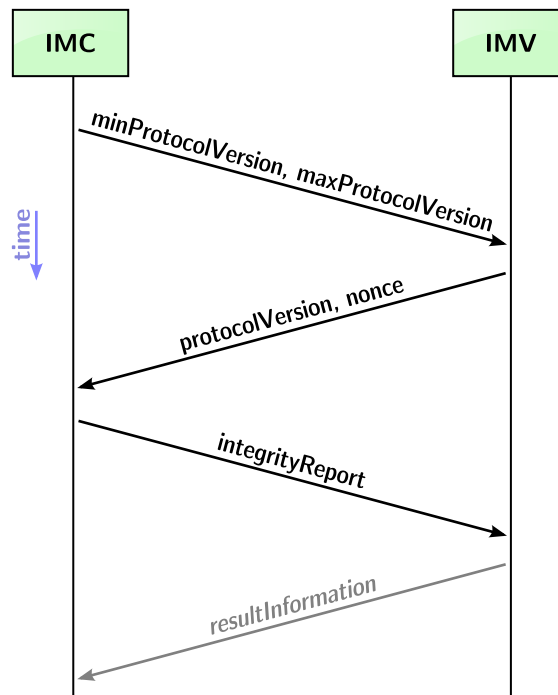 IMC
IMV
minProtocolVersion, maxProtocolVersion
time
protocolVersion, nonce
integrityReport
resultInformation